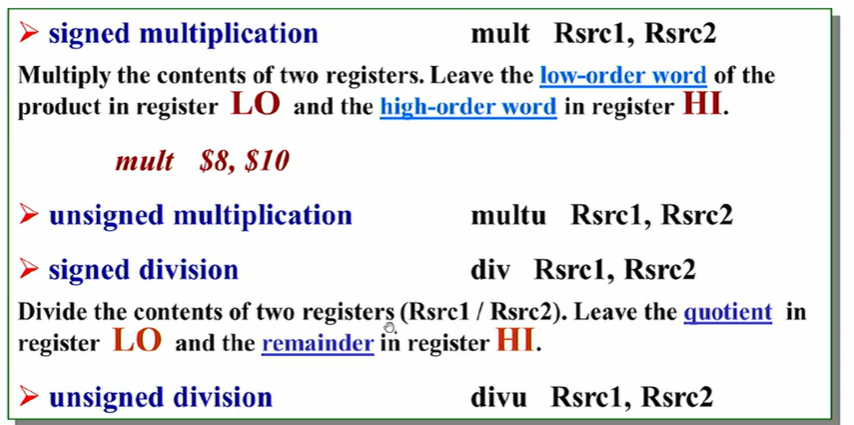 ➢ signed multiplication mult Rsrc1, Rsrc2
Multiply the contents of two registers. Leave the low-order word of the
product in register LO and the high-order word in register HI.
mult $8, $10
➢ unsigned multiplication multu Rsrc1, Rsrc2
➢ signed division div Rsrc1, Rsrc2
Divide the contents of two registers (Rsrc1 / Rsrc2). Leave the quotient in
register LO and the remainder in register HI.
➢ unsigned division divu Rsrc1, Rsrc2